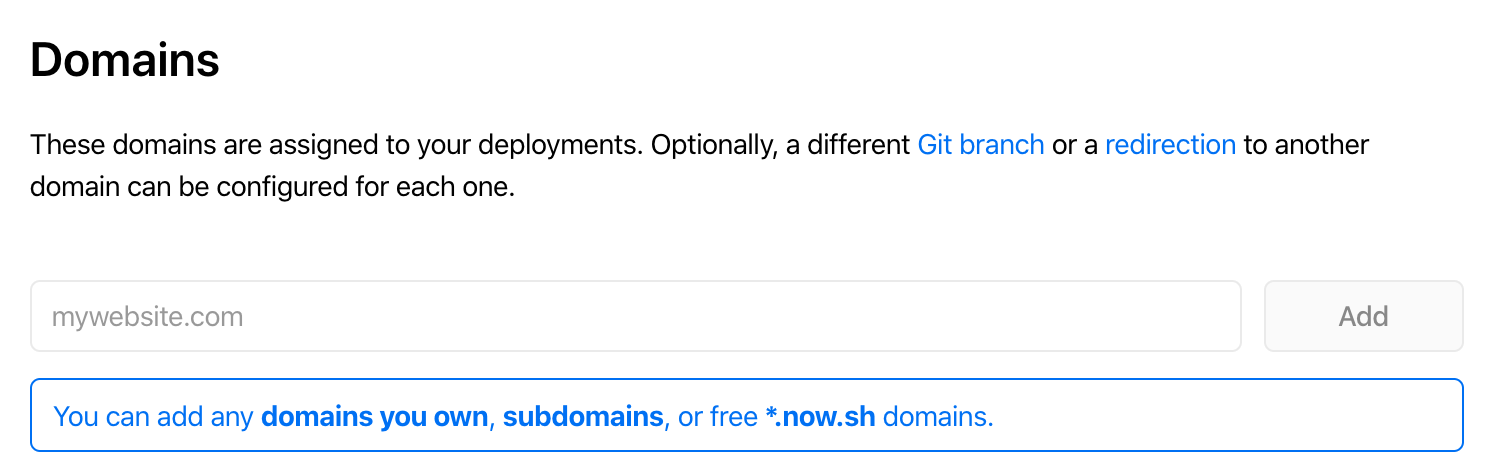 Domains
These domains are assigned to your deployments. Optionally, a different Git branch or a redirection to another
domain can be configured for each one.
mywebsite.com
Add
You can add any domains you own, subdomains, or free *.now.sh domains.